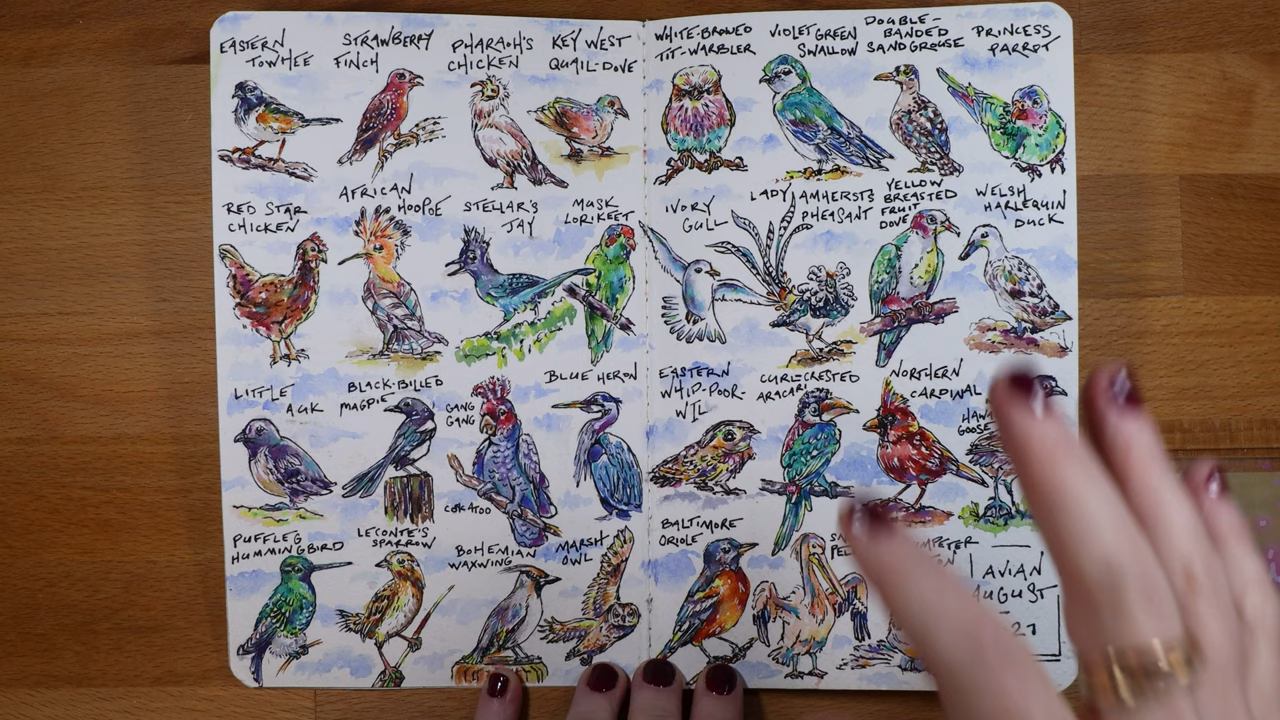 EASTERN
TOWHEE
STRAWBERRY
FINCH
PHARAOH'S
CHICKEN
KEY WEST
QUAIL-DOVE
WHITE-BROWED
TIT-WARBLER
VIOLET GREEN
SWALLOW
DOUBLE-
BANDED
SANDGROUSE
PRINCESS
PARROT
RED STAR
CHICKEN
AFRICAN
HOOPOE
STELLAR'S
JAY
MUSK
LORIKEET
IVORY
GULL
LADY AMHERST'S
PHEASANT
YELLOW
BREASTED
FRUIT
DOVE
WELSH
HARLEQUIN
DUCK
LITTLE
AUK
BLACK-BILLED
MAGPIE
GANG
GANG
COCKATOO
BLUE HERON
EASTERN
WHIP-POOR-
WIL
CURL-CRESTED
ARACARI
NORTHERN
CARDINAL
GOOSE
PUFFLEG
HUMMINGBIRD
LECONTE'S
SPARROW
BOHEMIAN
WAXWING
MARSH
OWL
BALTIMORE
ORIOLE
AVIAN
AUGUST